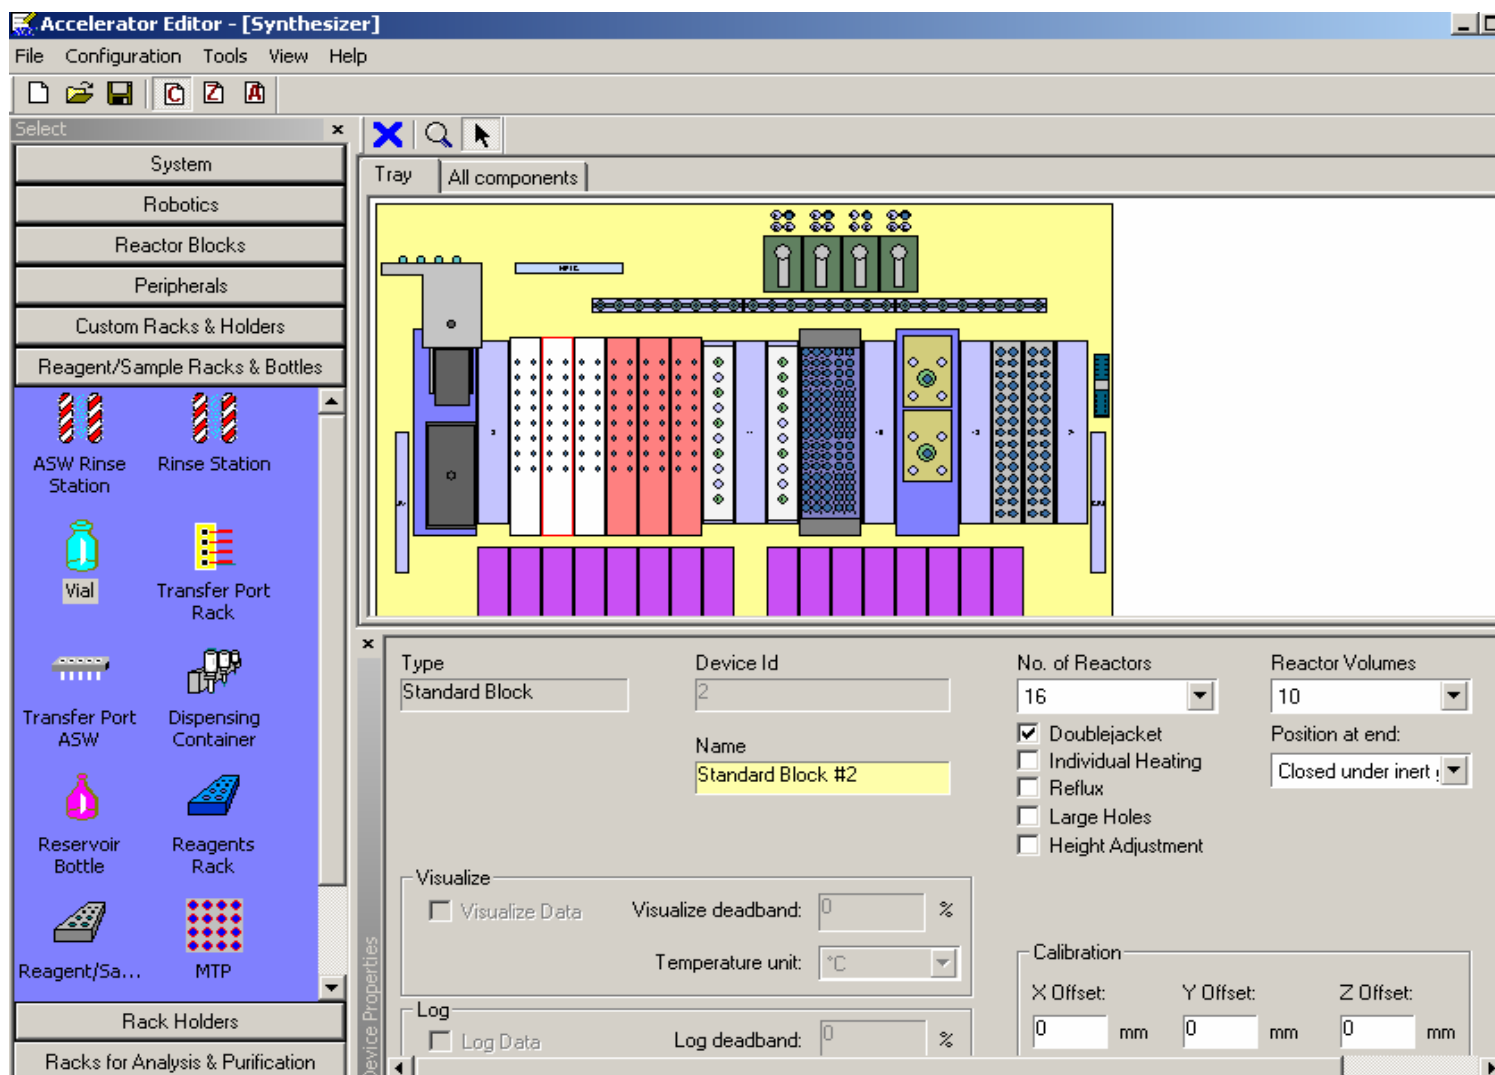 Accelerator Editor - [Synthesizer]
File Configuration Tools View Help
C Z A
Select
System
Robotics
Reactor Blocks
Peripherals
Custom Racks & Holders
Reagent/Sample Racks & Bottles
ASW Rinse Station
Rinse Station
Vial
Transfer Port Rack
Transfer Port ASW
Dispensing Container
Reservoir Bottle
Reagents Rack
Reagent/Sa...
MTP
Rack Holders
Racks for Analysis & Purification
Tray
All components
Device Properties
Type
Standard Block
Device Id
2
Name
Standard Block #2
No. of Reactors
16
Reactor Volumes
10
Doublejacket
Individual Heating
Reflux
Large Holes
Height Adjustment
Position at end:
Closed under inert
Visualize
Visualize Data
Visualize deadband:
0
%
Temperature unit:
°C
Log
Log Data
Log deadband:
0
%
Calibration
X Offset: Y Offset: Z Offset:
0 mm 0 mm 0 mm